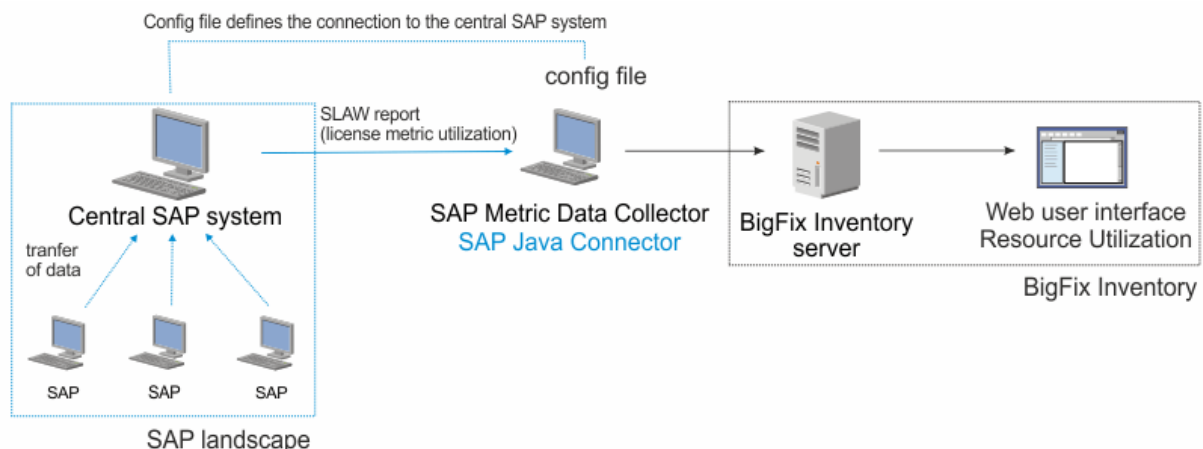 Config file defines the connection to the central SAP system
config file
SLAW report
(license metric utilization)
Central SAP system
SAP Metric Data Collector
SAP Java Connector
BigFix Inventory
server
Web user interface
Resource Utilization
BigFix Inventory
tranfer
of data
SAP
SAP
SAP
SAP landscape